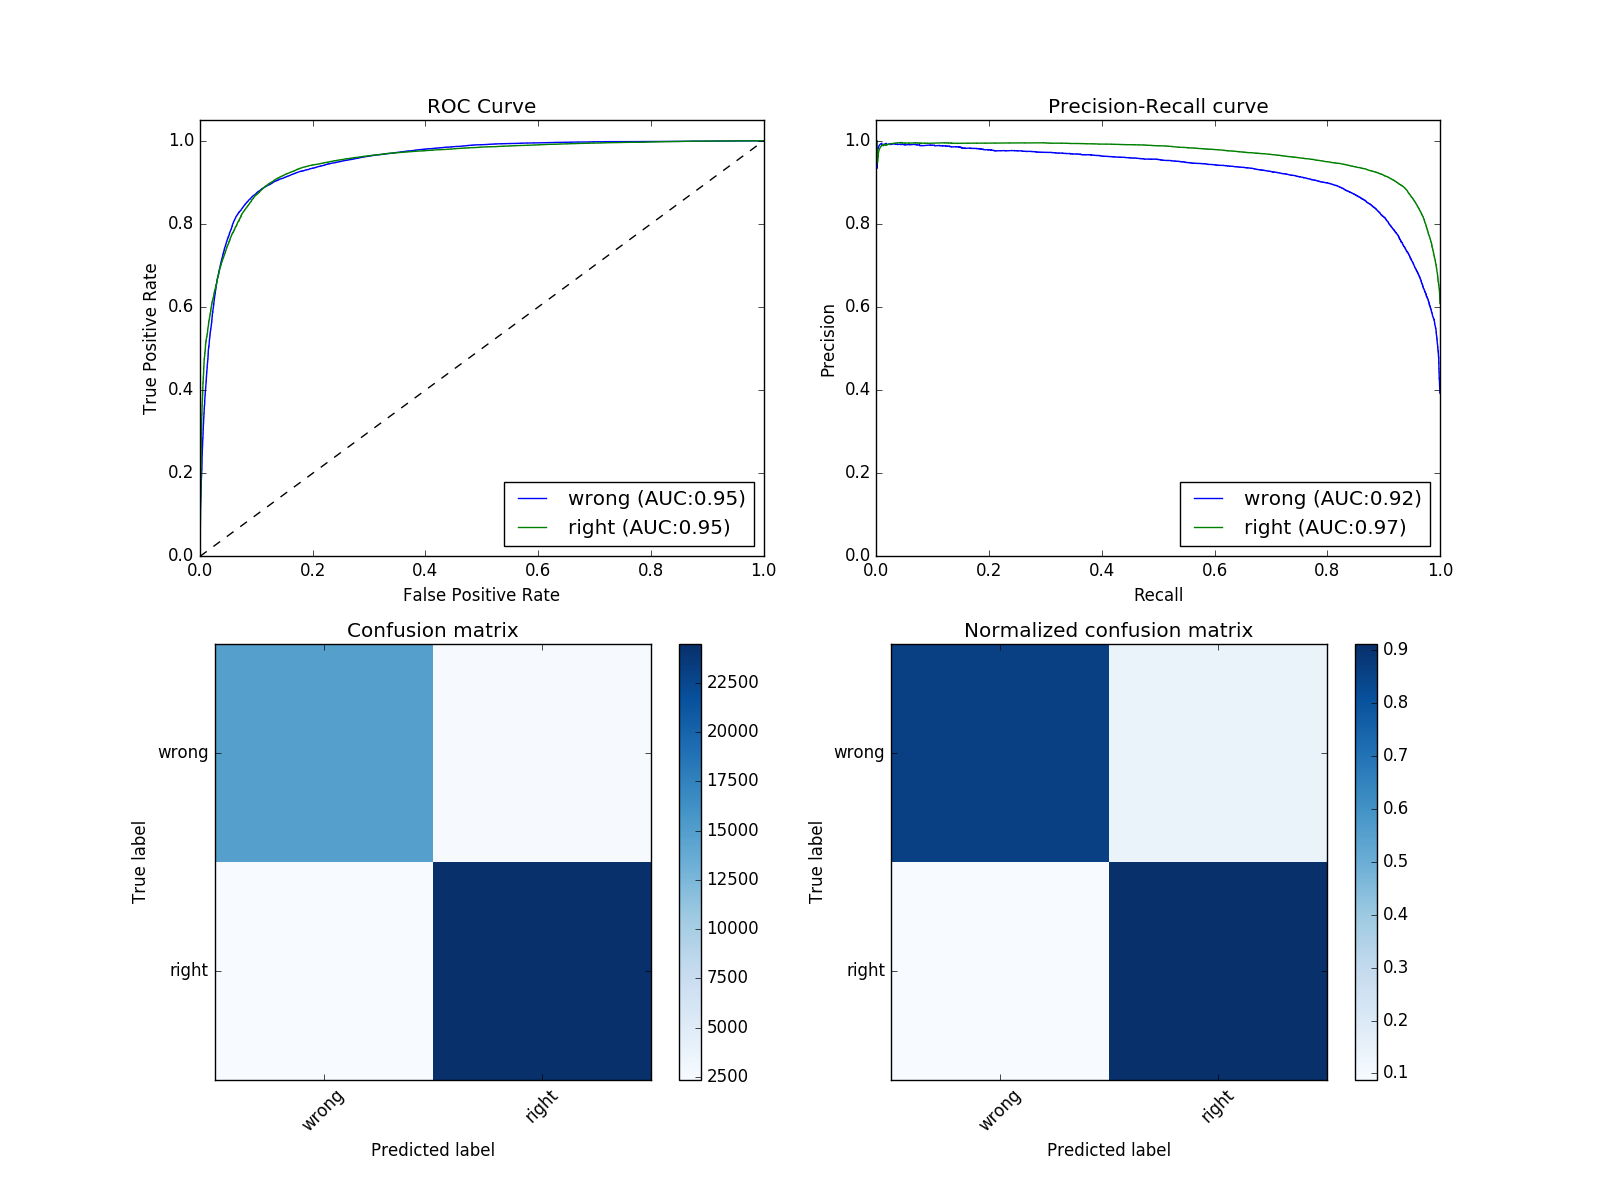 ROC Curve
1.0
0.8
0.6
0.4
0.2
0.0
True Positive Rate
wrong (AUC:0.95)
right (AUC:0.95)
0.0 0.2 0.4 0.6 0.8 1.0
False Positive Rate
Precision-Recall curve
1.0
0.8
0.6
0.4
0.2
0.0
Precision
wrong (AUC:0.92)
right (AUC:0.97)
0.0 0.2 0.4 0.6 0.8 1.0
Recall
Confusion matrix
wrong
right
True label
wrong right
Predicted label
22500
20000
17500
15000
12500
10000
7500
5000
2500
Normalized confusion matrix
wrong
right
True label
wrong right
Predicted label
0.9
0.8
0.7
0.6
0.5
0.4
0.3
0.2
0.1